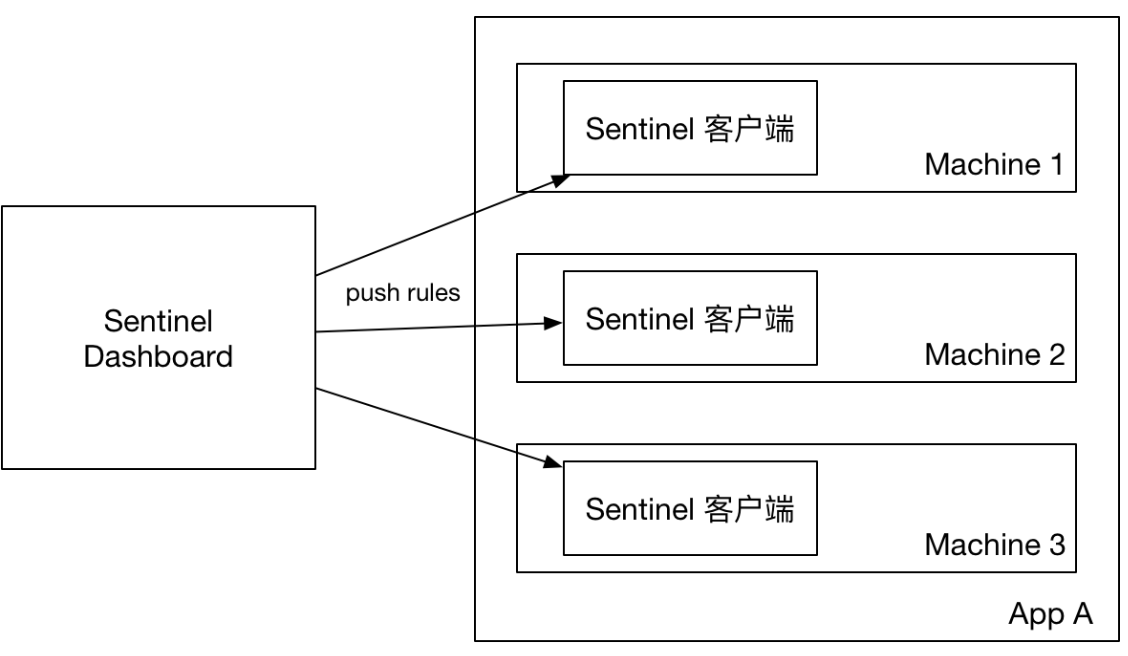 Sentinel 客户端
Machine 1
push rules
Sentinel
Dashboard
Sentinel 客户端
Machine 2
Sentinel 客户端
Machine 3
App A